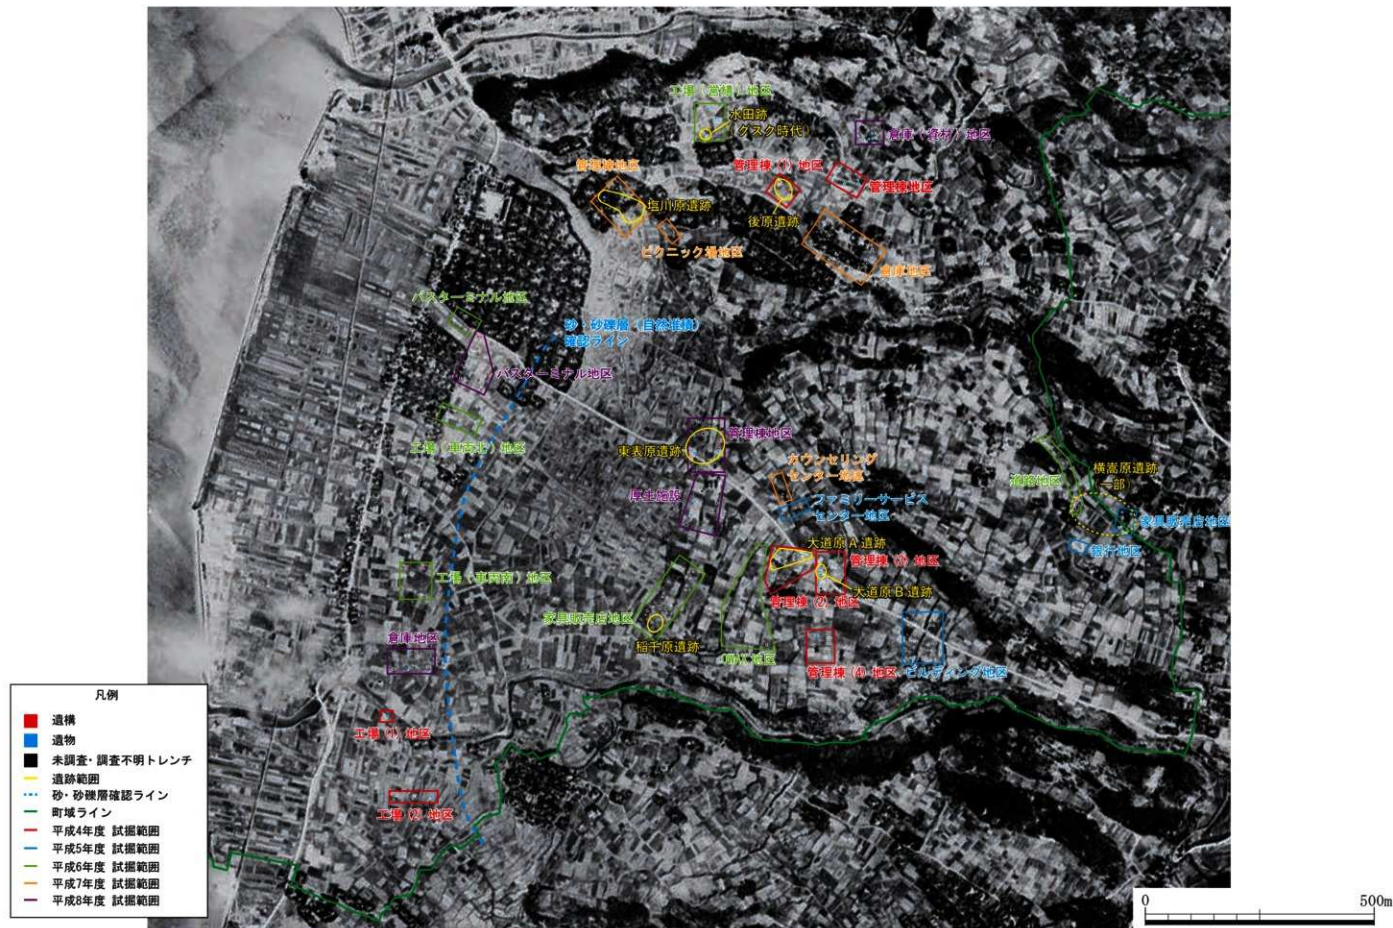 工場（営繕）地区
水田跡
（グスク時代）
倉庫（資材）地区
管理棟地区
管理棟（1）地区
管理棟地区
塩川原遺跡
後原遺跡
ピクニック場地区
倉庫地区
バスターミナル地区
砂・砂礫層（自然堆積）
確認ライン
バスターミナル地区
工場（車両北）地区
東表原遺跡
管理棟地区
カウンセリング
センター地区
横嵩原遺跡
（一部）
道路地区
厚生施設
ファミリーサービス
センター地区
家具販売店地区
銀行地区
大道原A遺跡
管理棟（3）地区
工場（車両南）地区
大道原B遺跡
管理棟（2）地区
家具販売店地区
倉庫地区
稲干原遺跡
地区
管理棟（4）地区
ビルディング地区
工場（1）地区
工場（2）地区
凡例
遺構
遺物
未調査・調査不明トレンチ
遺跡範囲
砂・砂礫層確認ライン
町域ライン
平成4年度 試掘範囲
平成5年度 試掘範囲
平成6年度 試掘範囲
平成7年度 試掘範囲
平成8年度 試掘範囲
0 500m